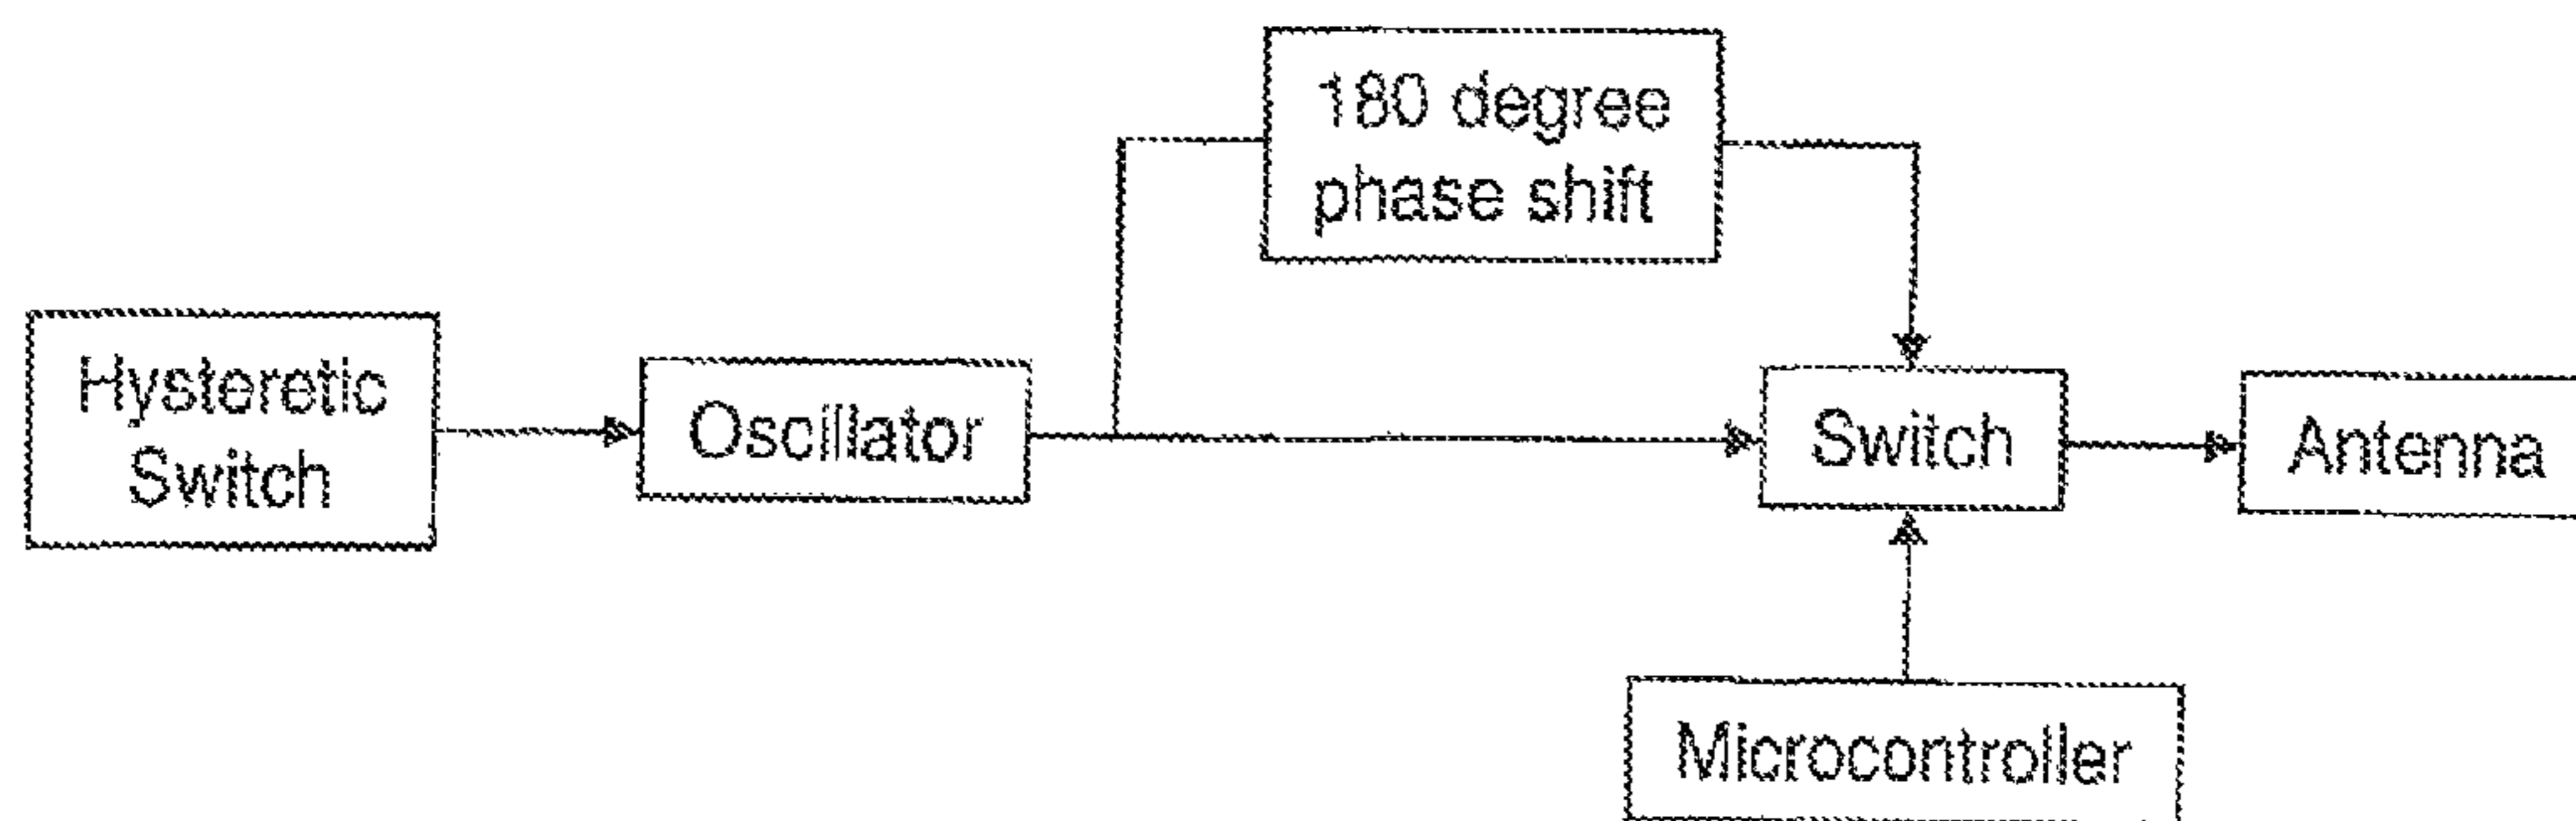 180 degree
phase shift
Hysteretic
Switch
Oscillator
Switch
Antenna
Microcontroller